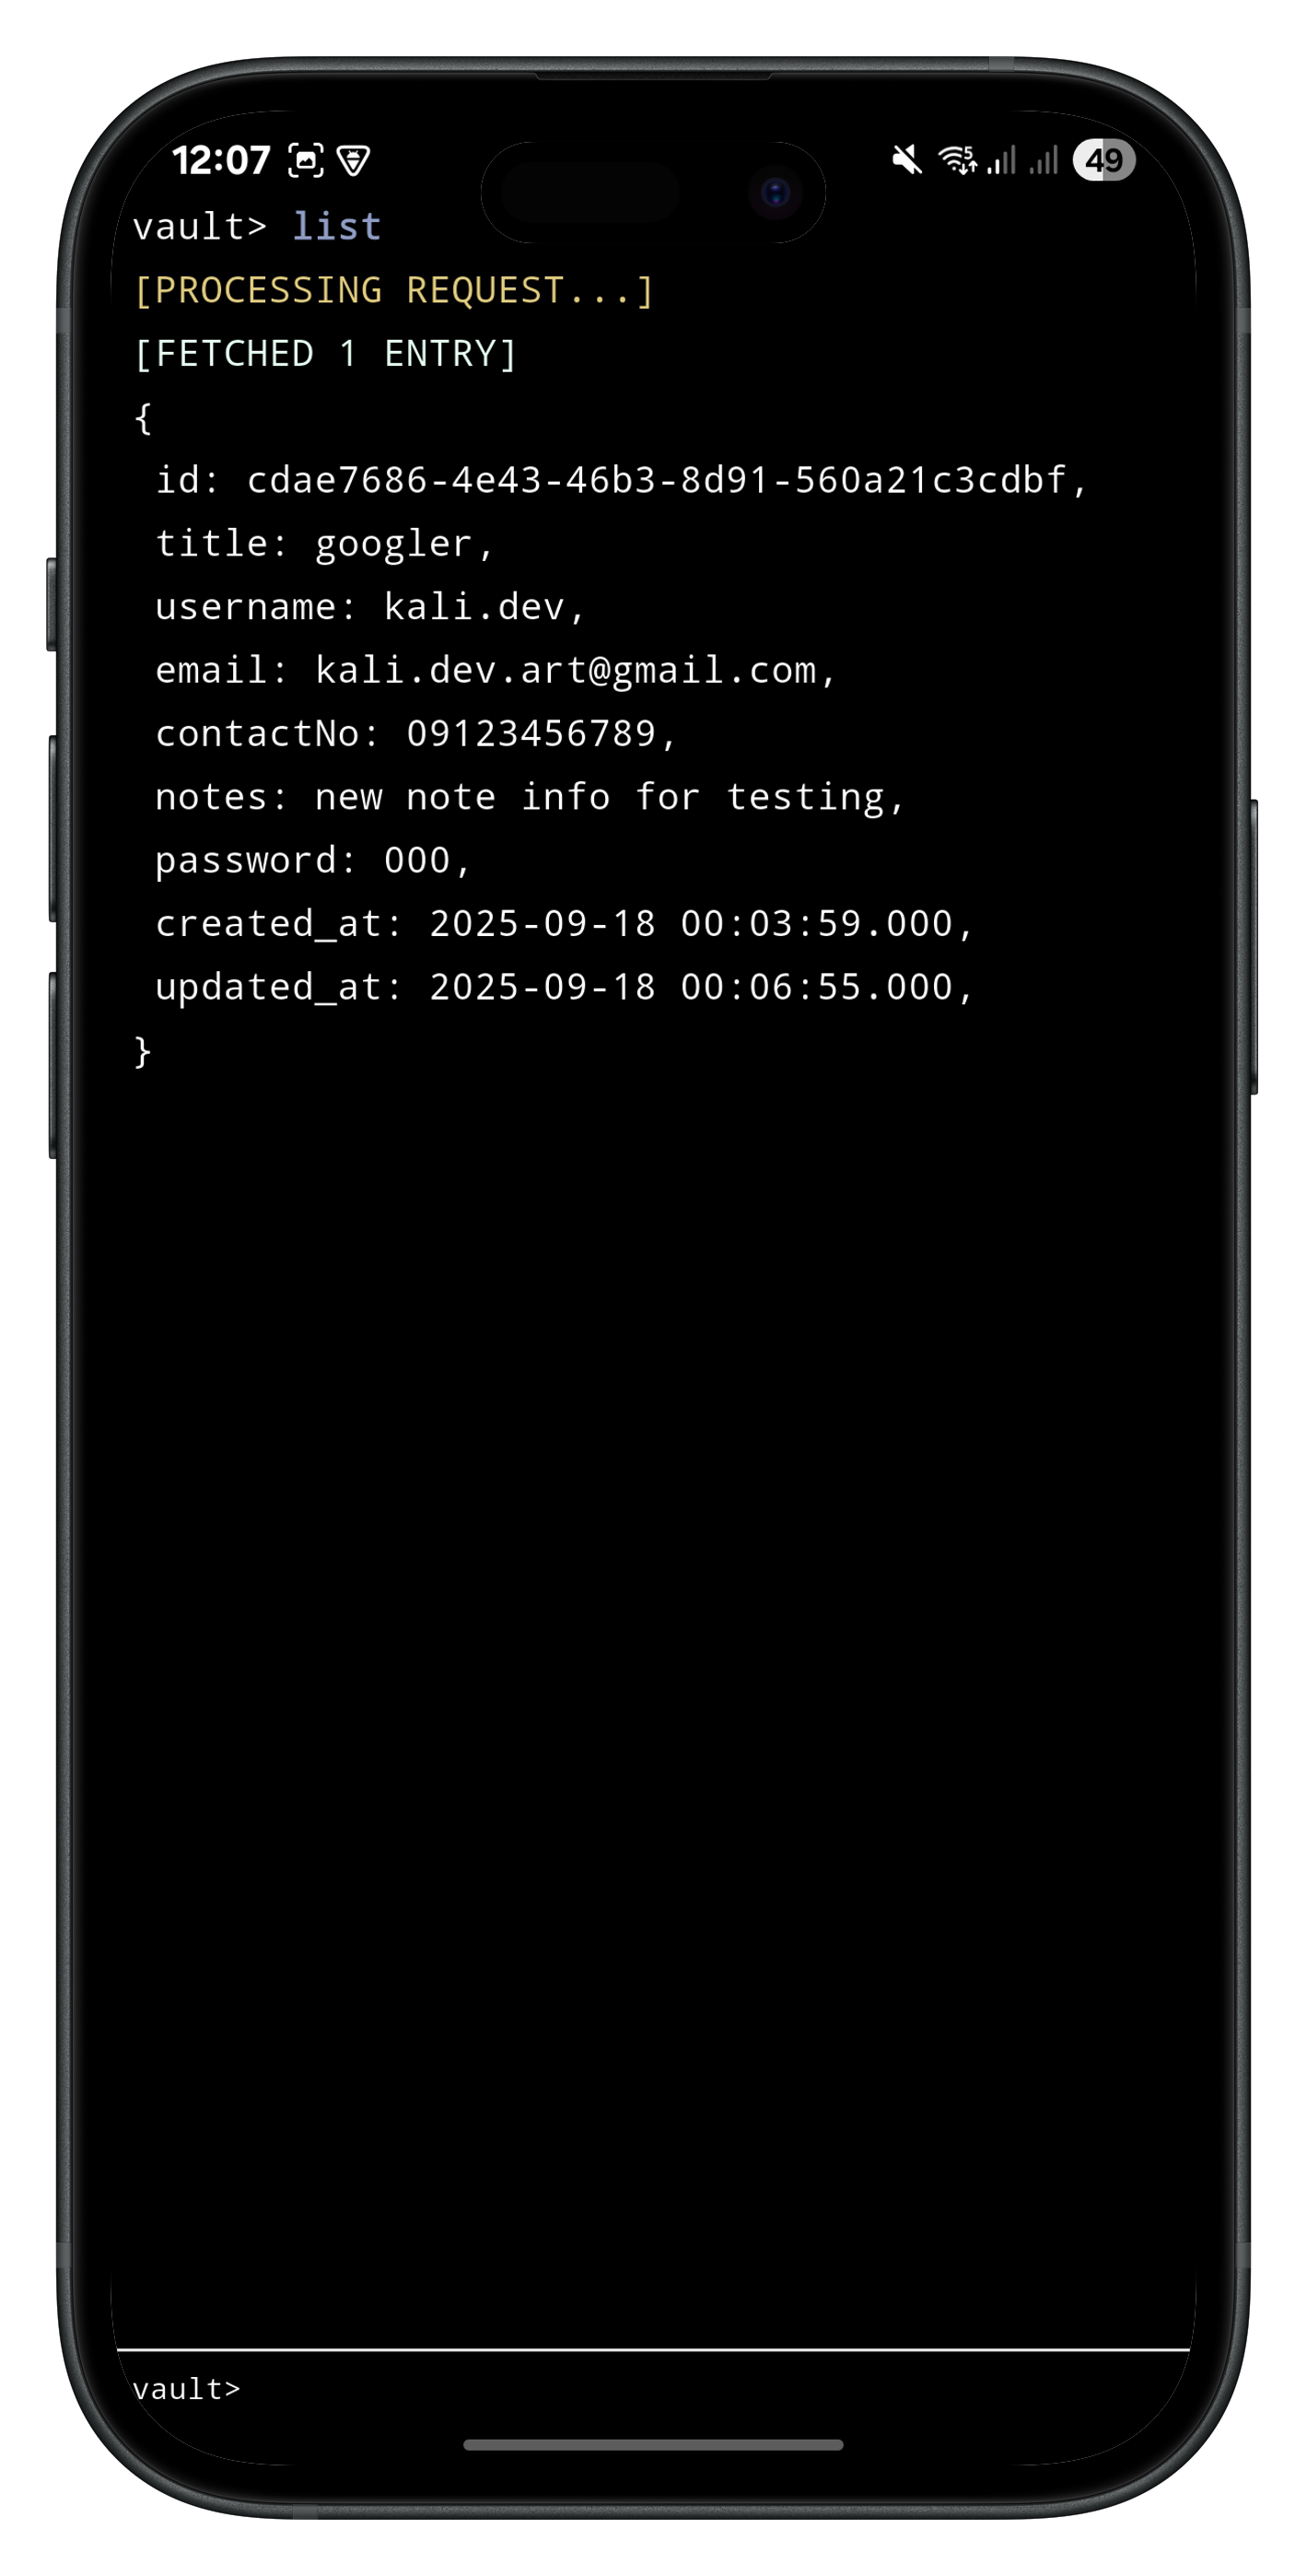 12:07
5
49
vault> list
[PROCESSING REQUEST...]
[FETCHED 1 ENTRY]
{
id: cdae7686-4e43-46b3-8d91-560a21c3cdbf,
title: googler,
username: kali.dev,
email: kali.dev.art@gmail.com,
contactNo: 09123456789,
notes: new note info for testing,
password: 000,
created_at: 2025-09-18 00:03:59.000,
updated_at: 2025-09-18 00:06:55.000,
}
vault>